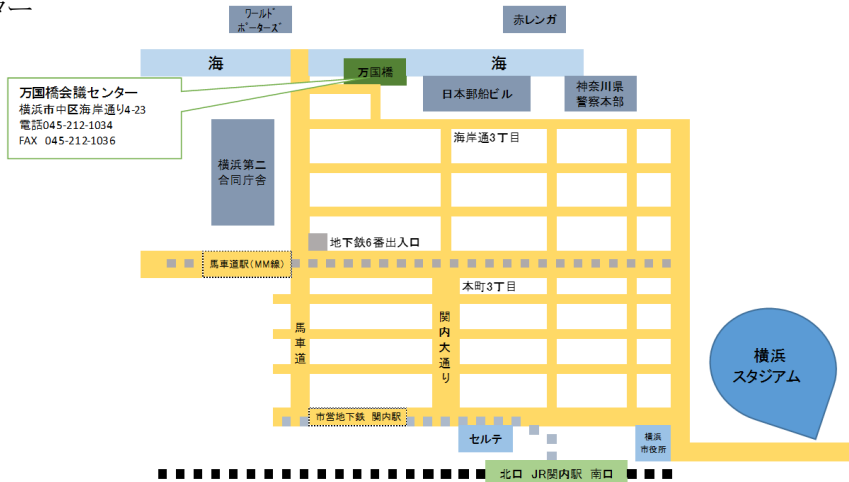 ワールド
ポーターズ
赤レンガ
海
海
万国橋
日本郵船ビル
神奈川県
警察本部
万国橋会議センター
横浜市中区海岸通り4-23
電話045-212-1034
FAX 045-212-1036
横浜第二
合同庁舎
海岸通3丁目
地下鉄6番出入口
馬車道駅(MM線)
本町3丁目
馬車道
関内大通り
横浜
スタジアム
市営地下鉄 関内駅
セルテ
横浜
市役所
北口 JR関内駅 南口